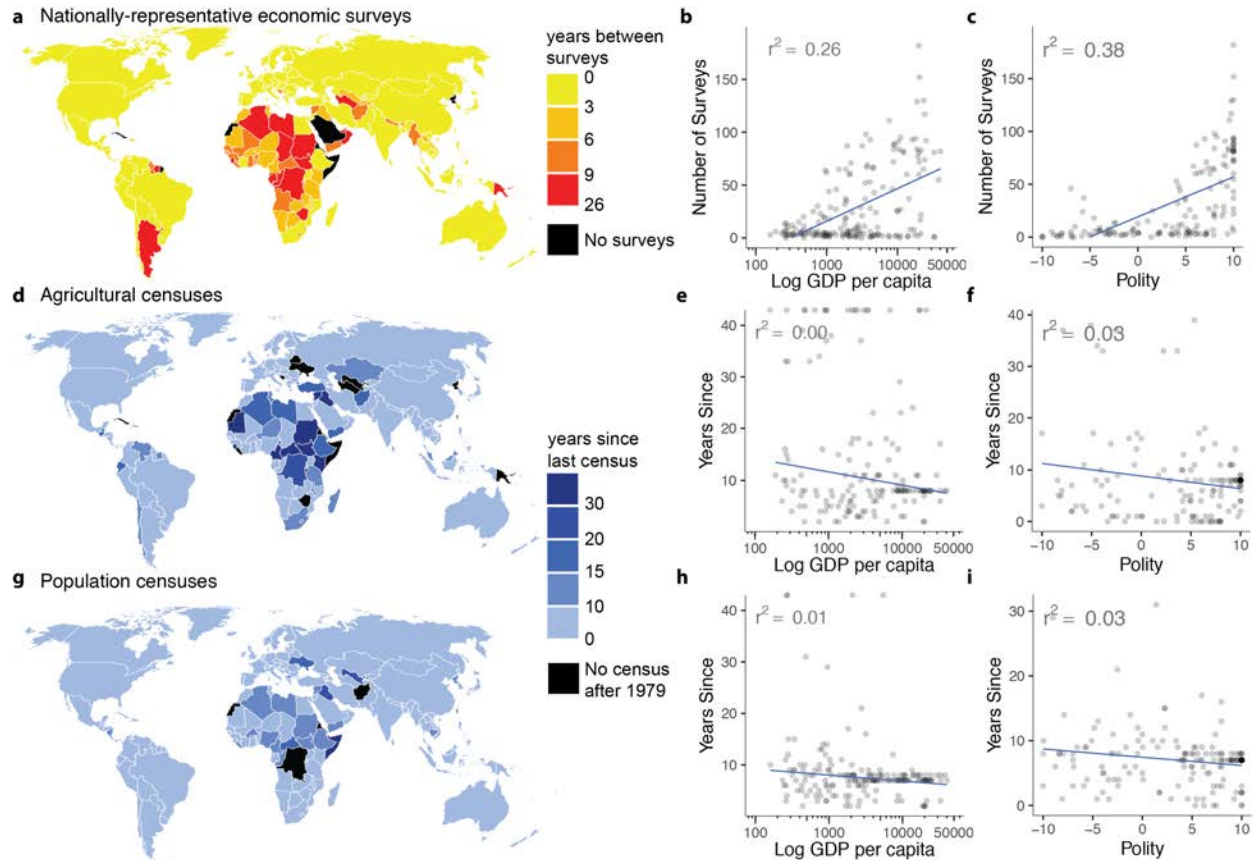 a Nationally-representative economic surveys
years between
surveys
0
3
6
9
26
No surveys
b
r² = 0.26
Number of Surveys
150
100
50
0
100 1000 10000 50000
Log GDP per capita
c
r² = 0.38
Number of Surveys
150
100
50
0
-10 -5 0 5 10
Polity
d Agricultural censuses
years since
last census
30
20
15
10
0
No census
after 1979
e
r² = 0.00
Years Since
40
30
20
10
100 1000 10000 50000
Log GDP per capita
f
r² = 0.03
Years Since
40
30
20
10
0
-10 -5 0 5 10
Polity
g Population censuses
h
r² = 0.01
Years Since
40
30
20
10
100 1000 10000 50000
Log GDP per capita
i
r² = 0.03
Years Since
30
20
10
0
-10 -5 0 5 10
Polity